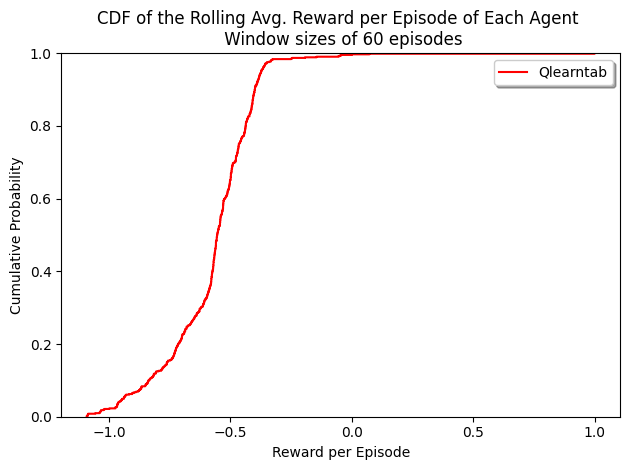 CDF of the Rolling Avg. Reward per Episode of Each Agent
Window sizes of 60 episodes
1.0
0.8
0.6
0.4
0.2
0.0
Cumulative Probability
Qlearntab
−1.0
−0.5
0.0
0.5
1.0
Reward per Episode